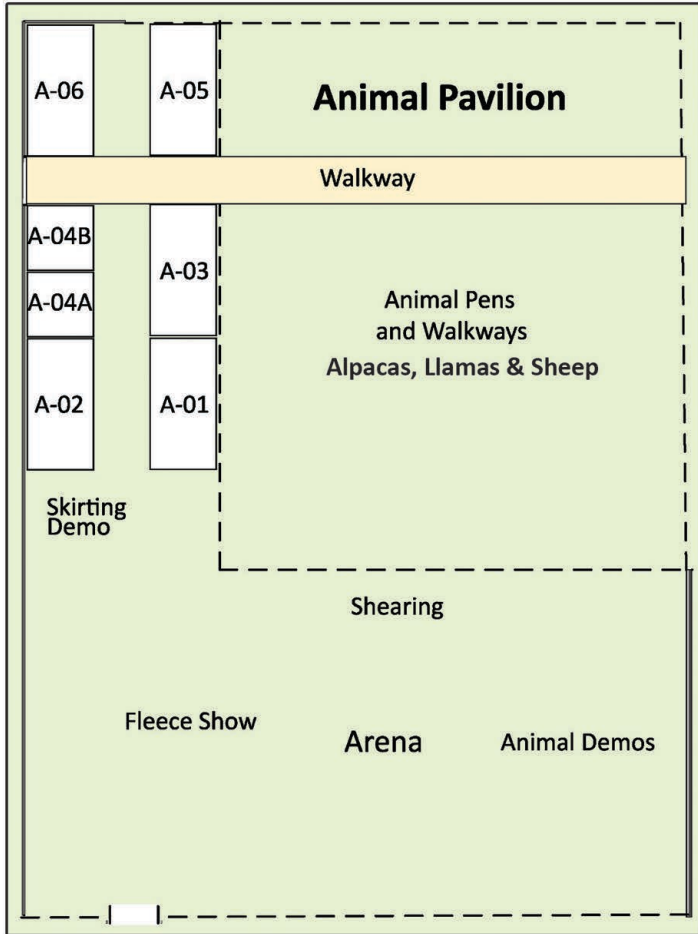 A-06
A-05
Animal Pavilion
Walkway
A-04B
A-03
A-04A
Animal Pens
and Walkways
Alpacas, Llamas & Sheep
A-02
A-01
Skirting
Demo
Shearing
Fleece Show
Arena
Animal Demos